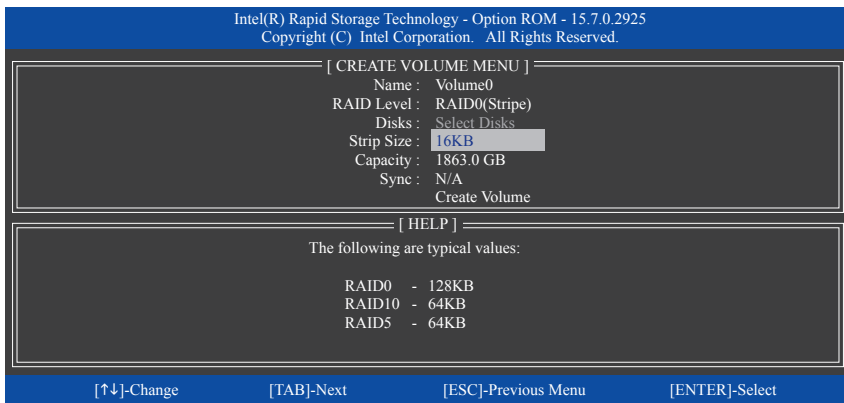 Intel(R) Rapid Storage Technology - Option ROM - 15.7.0.2925
Copyright (C) Intel Corporation. All Rights Reserved.
[ CREATE VOLUME MENU ]
Name : Volume0
RAID Level : RAID0(Stripe)
Disks : Select Disks
Strip Size : 16KB
Capacity : 1863.0 GB
Sync : N/A
Create Volume
[ HELP ]
The following are typical values:
RAID0 - 128KB
RAID10 - 64KB
RAID5 - 64KB
[↑↓]-Change [TAB]-Next [ESC]-Previous Menu [ENTER]-Select